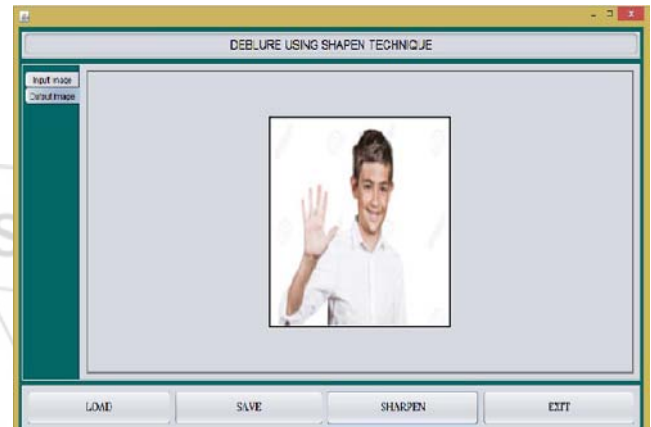 DEBLURE USING SHAPEN TECHNIQUE
Input Image
Output Image
LOAD
SAVE
SHARPEN
EXIT